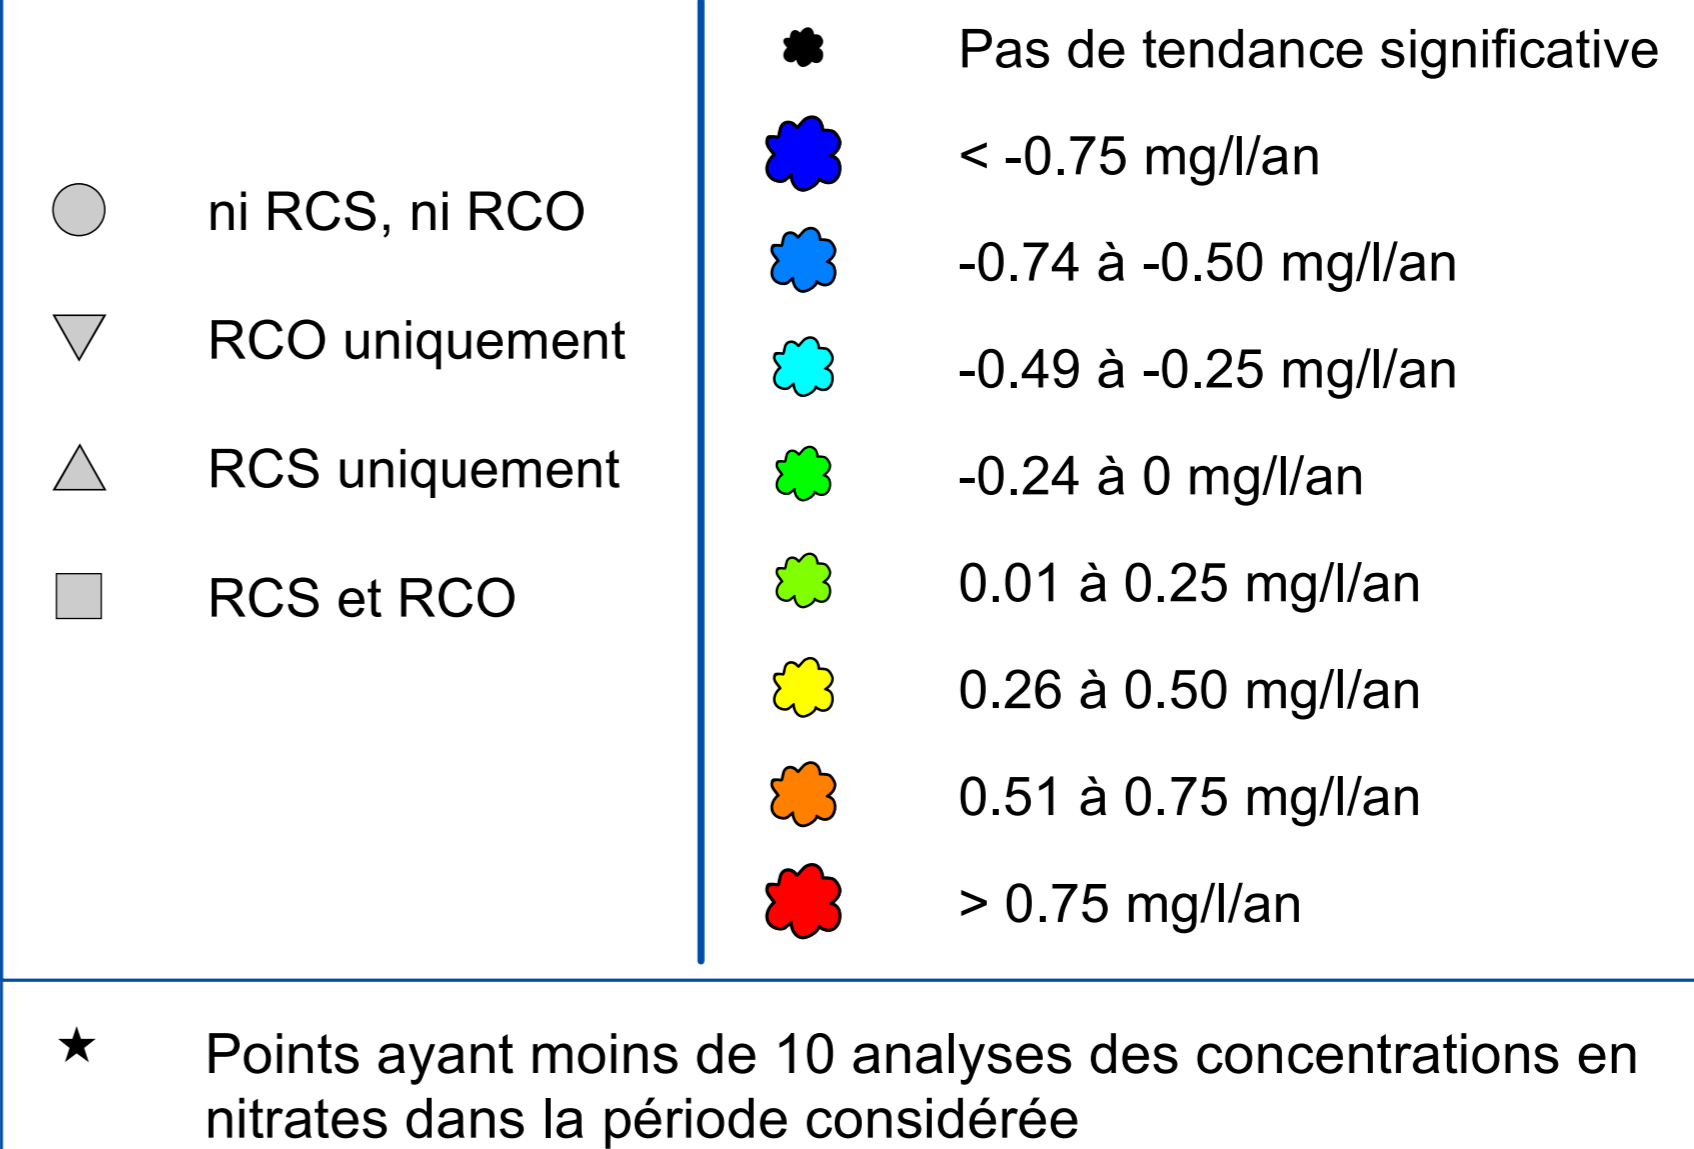 ni RCS, ni RCO
RCO uniquement
RCS uniquement
RCS et RCO
Pas de tendance significative
< -0.75 mg/l/an
-0.74 à -0.50 mg/l/an
-0.49 à -0.25 mg/l/an
-0.24 à 0 mg/l/an
0.01 à 0.25 mg/l/an
0.26 à 0.50 mg/l/an
0.51 à 0.75 mg/l/an
> 0.75 mg/l/an
Points ayant moins de 10 analyses des concentrations en
nitrates dans la période considérée